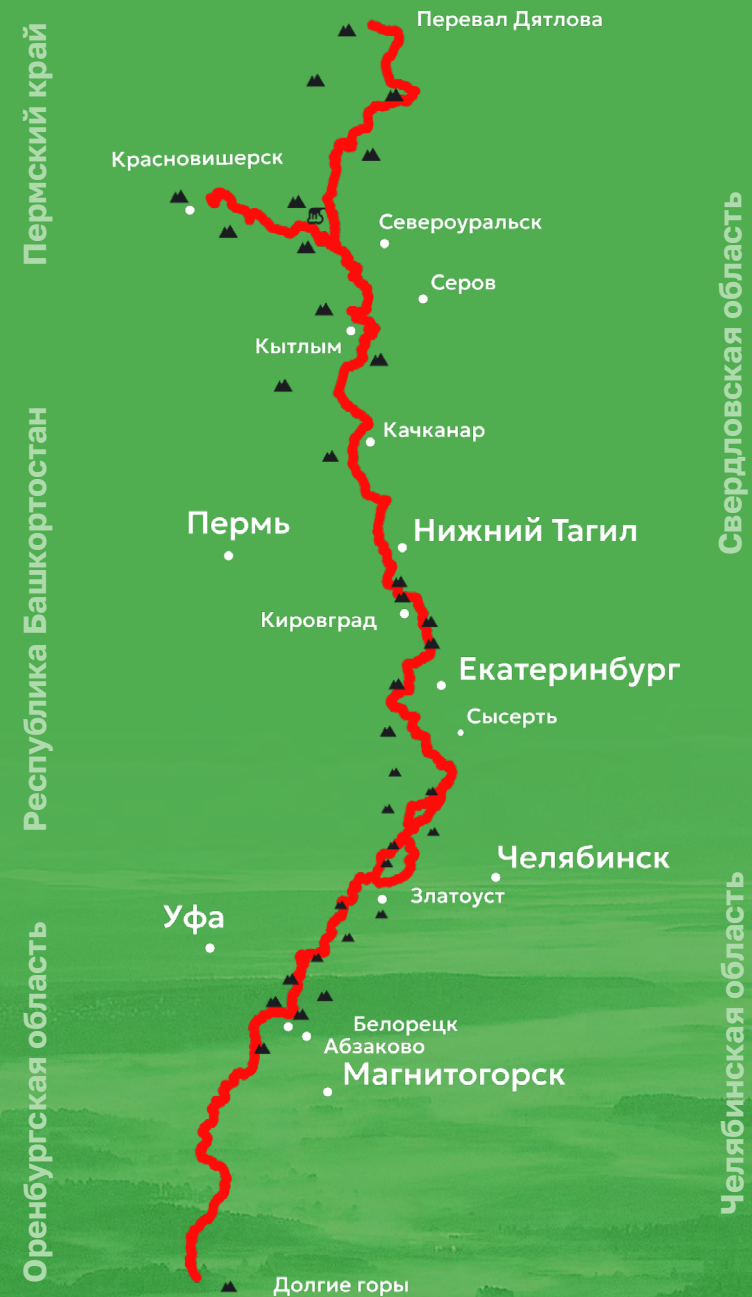 Перевал Дятлова
Пермский край
Красновишерск
Североуральск
Свердловская область
Серов
Кытлым
Республика Башкортостан
Качканар
Пермь
Нижний Тагил
Кировград
Екатеринбург
Сысерть
Челябинск
Златоуст
Челябинская область
Уфа
Оренбургская область
Белорецк
Абзаково
Магнитогорск
Долгие горы